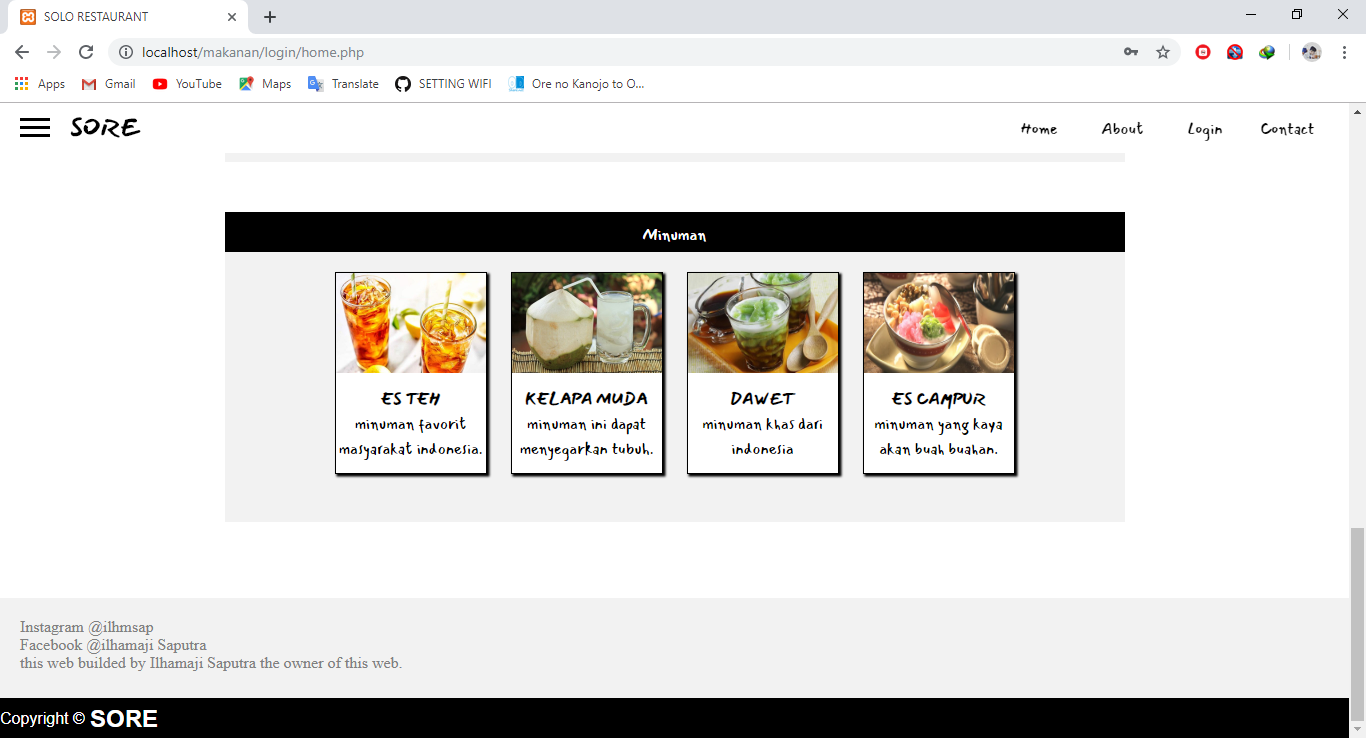 SOLO RESTAURANT
localhost/makanan/login/home.php
Apps Gmail YouTube Maps Translate SETTING WIFI Ore no Kanojo to O...
SORE Home About Login Contact
Minuman
ES TEH
minuman favorit
masyarakat indonesia.
KELAPA MUDA
minuman ini dapat
menyegarkan tubuh.
DAWET
minuman khas dari
indonesia
ES CAMPUR
minuman yang kaya
akan buah buahan.
Instagram @ilhmsap
Facebook @ilhamaji Saputra
this web builded by Ilhamaji Saputra the owner of this web.
Copyright © SORE